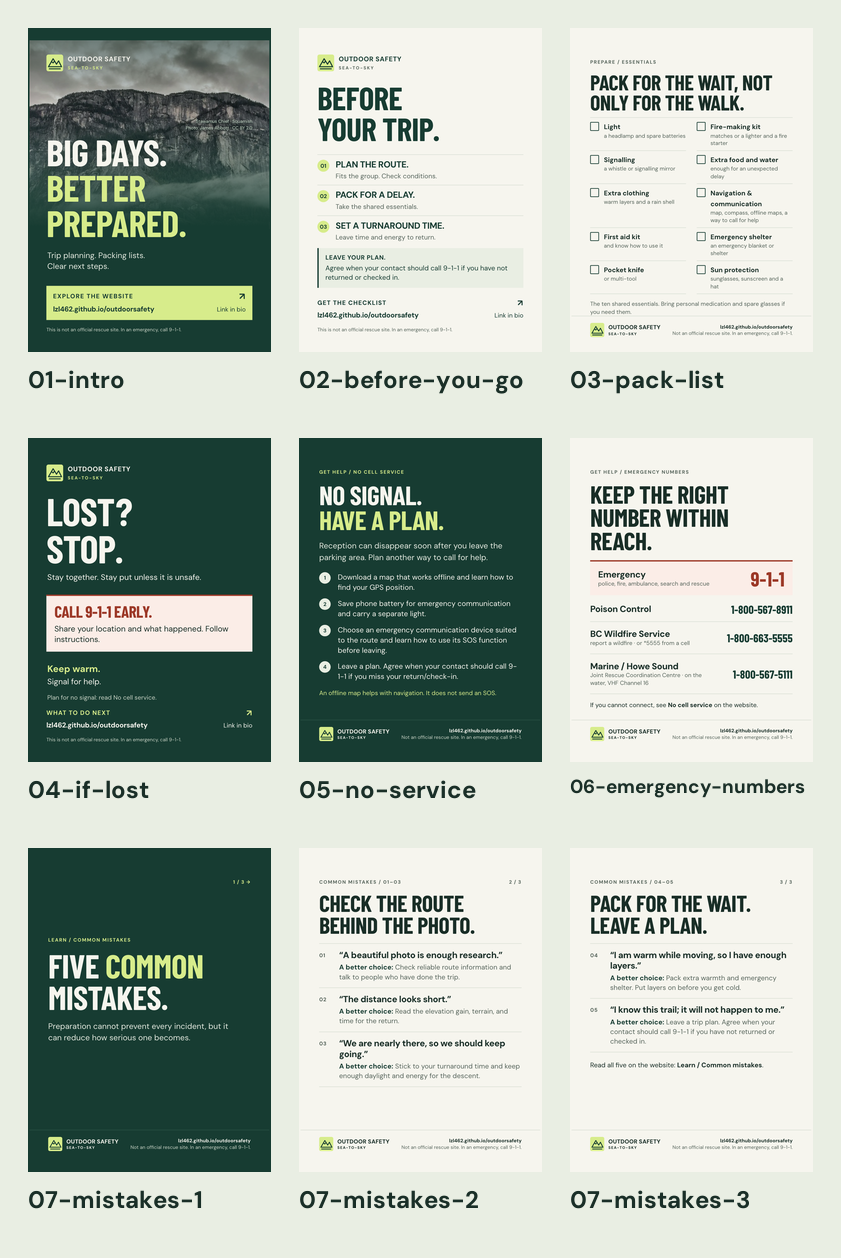 OUTDOOR SAFETY
SEA-TO-SKY
BIG DAYS.
BETTER
PREPARED.
Trip planning. Packing lists.
Clear next steps.
EXPLORE THE WEBSITE
lzl462.github.io/outdoorsafety
Link in bio
This is not an official rescue site. In an emergency, call 9-1-1.
01-intro
OUTDOOR SAFETY
SEA-TO-SKY
BEFORE
YOUR TRIP.
01 PLAN THE ROUTE.
Fits the group. Check conditions.
02 PACK FOR A DELAY.
Take the shared essentials.
03 SET A TURNAROUND TIME.
Leave time and energy to return.
LEAVE YOUR PLAN.
Agree when your contact should call 9-1-1 if you have not
returned or checked in.
GET THE CHECKLIST
lzl462.github.io/outdoorsafety
Link in bio
This is not an official rescue site. In an emergency, call 9-1-1.
02-before-you-go
PREPARE / ESSENTIALS
PACK FOR THE WAIT, NOT
ONLY FOR THE WALK.
Light
a headlamp and spare batteries
Fire-making kit
matches or a lighter and a fire
starter
Signalling
a whistle or signalling mirror
Extra food and water
enough for an unexpected
delay
Extra clothing
warm layers and a rain shell
Navigation &
communication
map, compass, offline maps, a
way to call for help
First aid kit
and know how to use it
Emergency shelter
an emergency blanket or
shelter
Pocket knife
or multi-tool
Sun protection
sunglasses, sunscreen and a
hat
The ten shared essentials. Bring personal medication and spare glasses if
you need them.
OUTDOOR SAFETY
SEA-TO-SKY
lzl462.github.io/outdoorsafety
Not an official rescue site. In an emergency, call 9-1-1.
03-pack-list
OUTDOOR SAFETY
SEA-TO-SKY
LOST?
STOP.
Stay together. Stay put unless it is unsafe.
CALL 9-1-1 EARLY.
Share your location and what happened. Follow
instructions.
Keep warm.
Signal for help.
Plan for no signal: read No cell service.
WHAT TO DO NEXT
lzl462.github.io/outdoorsafety
Link in bio
This is not an official rescue site. In an emergency, call 9-1-1.
04-if-lost
GET HELP / NO CELL SERVICE
NO SIGNAL.
HAVE A PLAN.
Reception can disappear soon after you leave the
parking area. Plan another way to call for help.
1 Download a map that works offline and learn how to
find your GPS position.
2 Save phone battery for emergency communication
and carry a separate light.
3 Choose an emergency communication device suited
to the route and learn how to use its SOS function
before leaving.
4 Leave a plan. Agree when your contact should call 9-
1-1 if you miss your return/check-in.
An offline map helps with navigation. It does not send an SOS.
OUTDOOR SAFETY
SEA-TO-SKY
lzl462.github.io/outdoorsafety
Not an official rescue site. In an emergency, call 9-1-1.
05-no-service
GET HELP / EMERGENCY NUMBERS
KEEP THE RIGHT
NUMBER WITHIN
REACH.
Emergency
police, fire, ambulance, search and rescue
9-1-1
Poison Control
1-800-567-8911
BC Wildfire Service
report a wildfire · or *5555 from a cell
1-800-663-5555
Marine / Howe Sound
Joint Rescue Coordination Centre · on the
water, VHF Channel 16
1-800-567-5111
If you cannot connect, see No cell service on the website.
OUTDOOR SAFETY
SEA-TO-SKY
lzl462.github.io/outdoorsafety
Not an official rescue site. In an emergency, call 9-1-1.
06-emergency-numbers
1 / 3 →
LEARN / COMMON MISTAKES
FIVE COMMON
MISTAKES.
Preparation cannot prevent every incident, but it
can reduce how serious one becomes.
OUTDOOR SAFETY
SEA-TO-SKY
lzl462.github.io/outdoorsafety
Not an official rescue site. In an emergency, call 9-1-1.
07-mistakes-1
COMMON MISTAKES / 01–03
2 / 3
CHECK THE ROUTE
BEHIND THE PHOTO.
01 “A beautiful photo is enough research.”
A better choice: Check reliable route information and
talk to people who have done the trip.
02 “The distance looks short.”
A better choice: Read the elevation gain, terrain, and
time for the return.
03 “We are nearly there, so we should keep
going.”
A better choice: Stick to your turnaround time and keep
enough daylight and energy for the descent.
OUTDOOR SAFETY
SEA-TO-SKY
lzl462.github.io/outdoorsafety
Not an official rescue site. In an emergency, call 9-1-1.
07-mistakes-2
COMMON MISTAKES / 04–05
3 / 3
PACK FOR THE WAIT.
LEAVE A PLAN.
04 “I am warm while moving, so I have enough
layers.”
A better choice: Pack extra warmth and emergency
shelter. Put layers on before you get cold.
05 “I know this trail; it will not happen to me.”
A better choice: Leave a trip plan. Agree when your
contact should call 9-1-1 if you have not returned or
checked in.
Read all five on the website: Learn / Common mistakes.
OUTDOOR SAFETY
SEA-TO-SKY
lzl462.github.io/outdoorsafety
Not an official rescue site. In an emergency, call 9-1-1.
07-mistakes-3